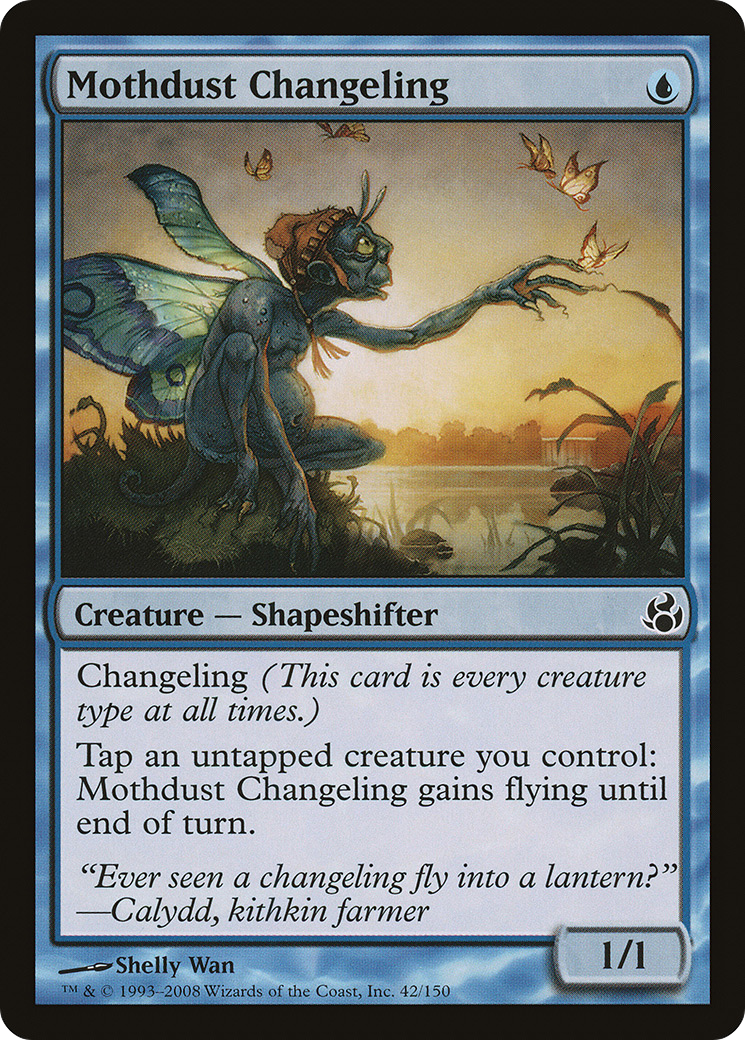 Mothdust Changeling
Creature — Shapeshifter
Changeling (This card is every creature
type at all times.)
Tap an untapped creature you control:
Mothdust Changeling gains flying until
end of turn.
“Ever seen a changeling fly into a lantern?”
—Calydd, kithkin farmer
1/1
Shelly Wan
™ & © 1993–2008 Wizards of the Coast, Inc. 42/150